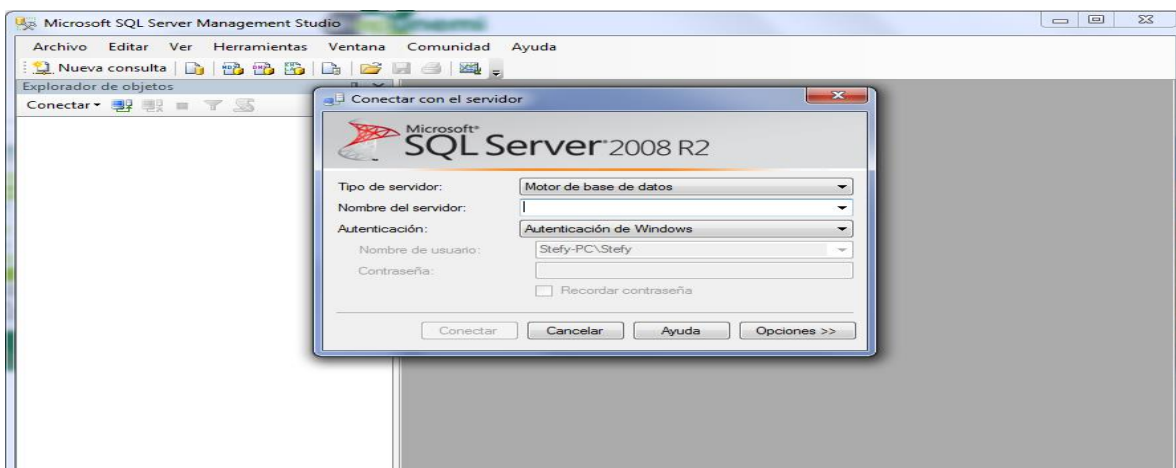 Microsoft SQL Server Management Studio
Archivo Editar Ver Herramientas Ventana Comunidad Ayuda
Nueva consulta
Explorador de objetos
Conectar
Conectar con el servidor
Microsoft®
SQL Server® 2008 R2
Tipo de servidor: Motor de base de datos
Nombre del servidor:
Autenticación: Autenticación de Windows
Nombre de usuario: Stefy-PC\Stefy
Contraseña:
Recordar contraseña
Conectar Cancelar Ayuda Opciones >>